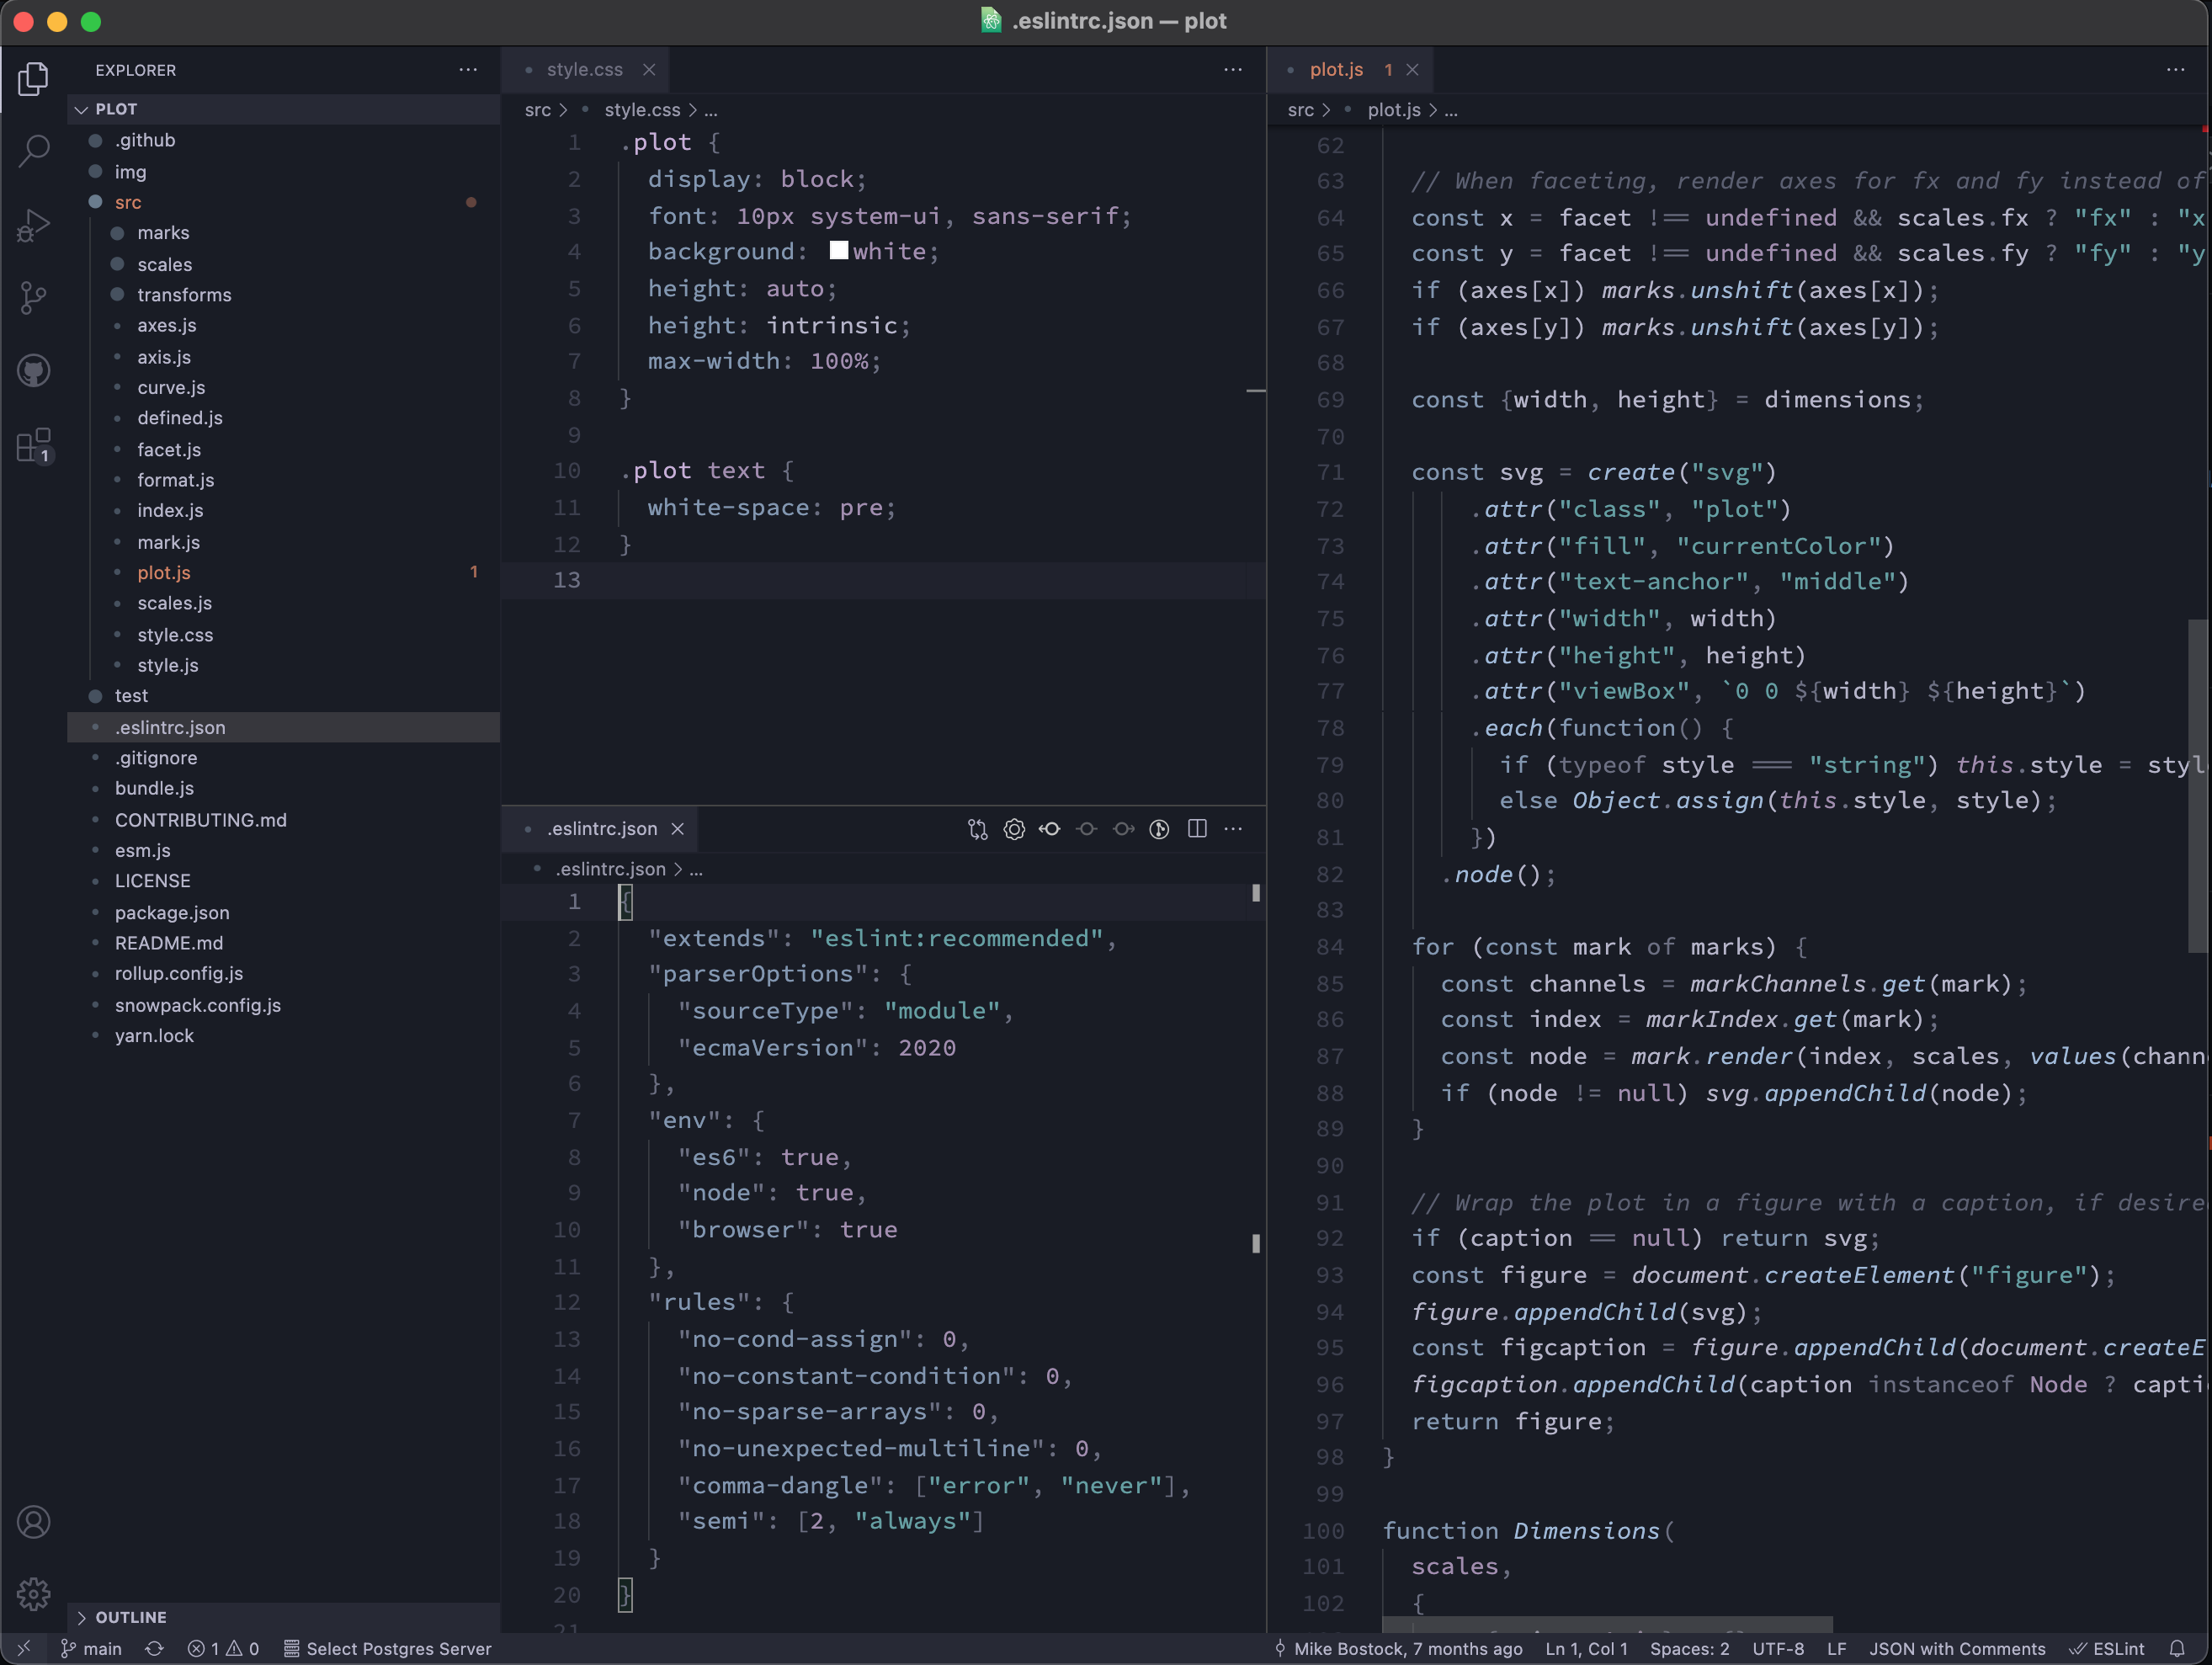 .eslintrc.json — plot
EXPLORER
PLOT
.github
img
src
marks
scales
transforms
axes.js
axis.js
curve.js
defined.js
facet.js
format.js
index.js
mark.js
plot.js 1
scales.js
style.css
style.js
test
.eslintrc.json
.gitignore
bundle.js
CONTRIBUTING.md
esm.js
LICENSE
package.json
README.md
rollup.config.js
snowpack.config.js
yarn.lock
OUTLINE
1
style.css
src > style.css > ...
1 .plot {
2 display: block;
3 font: 10px system-ui, sans-serif;
4 background: white;
5 height: auto;
6 height: intrinsic;
7 max-width: 100%;
8 }
9
10 .plot text {
11 white-space: pre;
12 }
13
.eslintrc.json
.eslintrc.json > ...
1 {
2 "extends": "eslint:recommended",
3 "parserOptions": {
4 "sourceType": "module",
5 "ecmaVersion": 2020
6 },
7 "env": {
8 "es6": true,
9 "node": true,
10 "browser": true
11 },
12 "rules": {
13 "no-cond-assign": 0,
14 "no-constant-condition": 0,
15 "no-sparse-arrays": 0,
16 "no-unexpected-multiline": 0,
17 "comma-dangle": ["error", "never"],
18 "semi": [2, "always"]
19 }
20 }
21
plot.js 1
src > plot.js > ...
62
63 // When faceting, render axes for fx and fy instead of
64 const x = facet !== undefined && scales.fx ? "fx" : "x
65 const y = facet !== undefined && scales.fy ? "fy" : "y
66 if (axes[x]) marks.unshift(axes[x]);
67 if (axes[y]) marks.unshift(axes[y]);
68
69 const {width, height} = dimensions;
70
71 const svg = create("svg")
72 .attr("class", "plot")
73 .attr("fill", "currentColor")
74 .attr("text-anchor", "middle")
75 .attr("width", width)
76 .attr("height", height)
77 .attr("viewBox", `0 0 ${width} ${height}`)
78 .each(function() {
79 if (typeof style === "string") this.style = styl
80 else Object.assign(this.style, style);
81 })
82 .node();
83
84 for (const mark of marks) {
85 const channels = markChannels.get(mark);
86 const index = markIndex.get(mark);
87 const node = mark.render(index, scales, values(chann
88 if (node != null) svg.appendChild(node);
89 }
90
91 // Wrap the plot in a figure with a caption, if desire
92 if (caption == null) return svg;
93 const figure = document.createElement("figure");
94 figure.appendChild(svg);
95 const figcaption = figure.appendChild(document.createE
96 figcaption.appendChild(caption instanceof Node ? capti
97 return figure;
98 }
99
100 function Dimensions(
101 scales,
102 {
main 1 0 Select Postgres Server Mike Bostock, 7 months ago Ln 1, Col 1 Spaces: 2 UTF-8 LF JSON with Comments ESLint